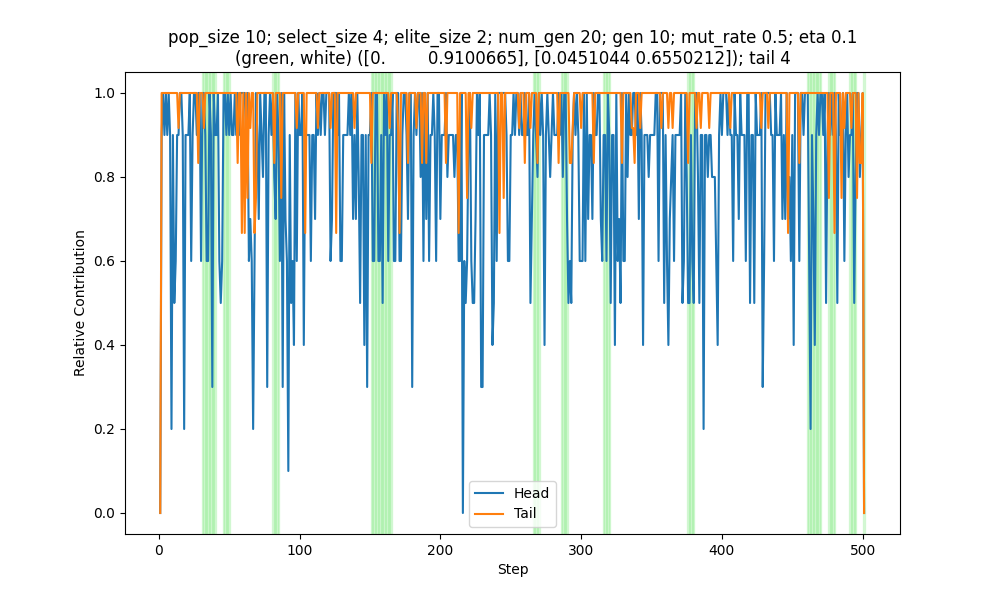 pop_size 10; select_size 4; elite_size 2; num_gen 20; gen 10; mut_rate 0.5; eta 0.1
(green, white) ([0. 0.9100665], [0.0451044 0.6550212]); tail 4
1.0
0.8
0.6
0.4
0.2
0.0
Relative Contribution
Head
Tail
0 100 200 300 400 500
Step